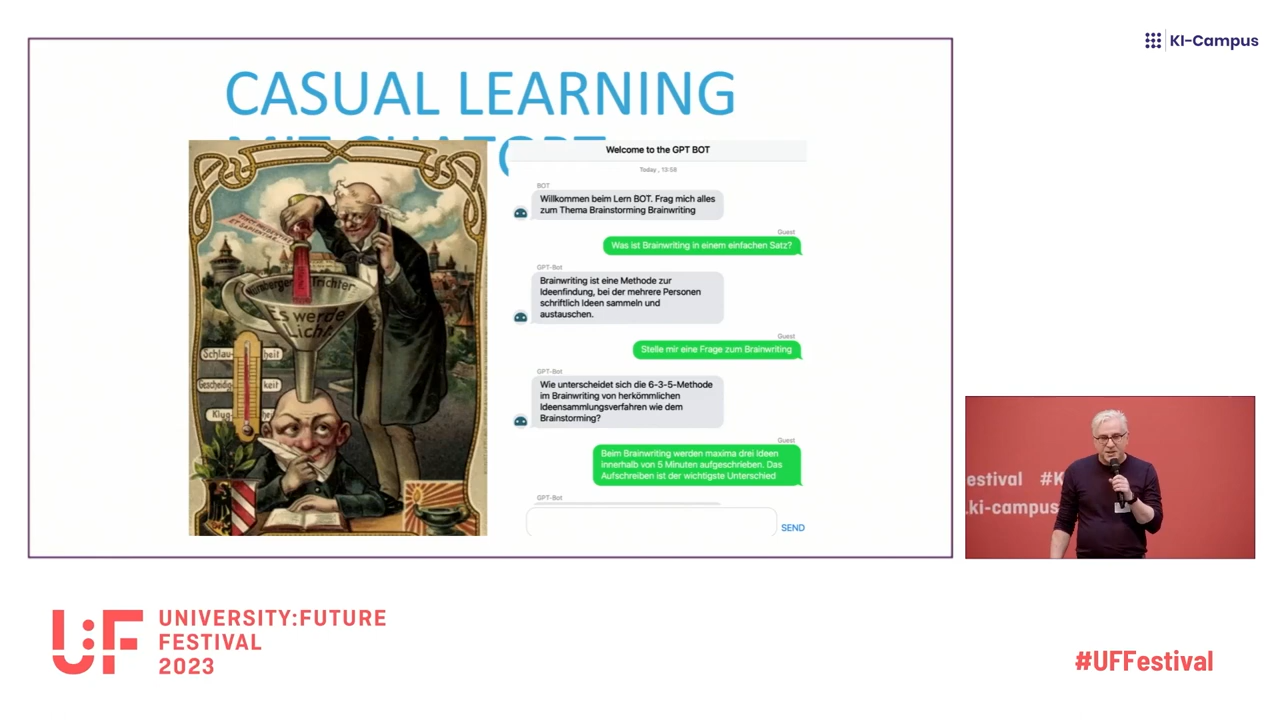 KI-Campus
CASUAL LEARNING
Welcome to the GPT BOT
Today , 13:58
BOT
Willkommen beim Lern BOT. Frag mich alles
zum Thema Brainstorming Brainwriting
Guest
Was ist Brainwriting in einem einfachen Satz?
GPT-Bot
Brainwriting ist eine Methode zur
Ideenfindung, bei der mehrere Personen
schriftlich Ideen sammeln und
austauschen.
Guest
Stelle mir eine Frage zum Brainwriting
GPT-Bot
Wie unterscheidet sich die 6-3-5-Methode
im Brainwriting von herkömmlichen
Ideensammlungsverfahren wie dem
Brainstorming?
Guest
Beim Brainwriting werden maxima drei Ideen
innerhalb von 5 Minuten aufgeschrieben. Das
Aufschreiben ist der wichtigste Unterschied
GPT-Bot
SEND
Nürnberger Trichter
Es werde
Licht
Schlau- heit
Gescheidig- keit
Klug- heit
estival #K
.ki-campus
U:F UNIVERSITY:FUTURE
FESTIVAL
2023
#UFFestival